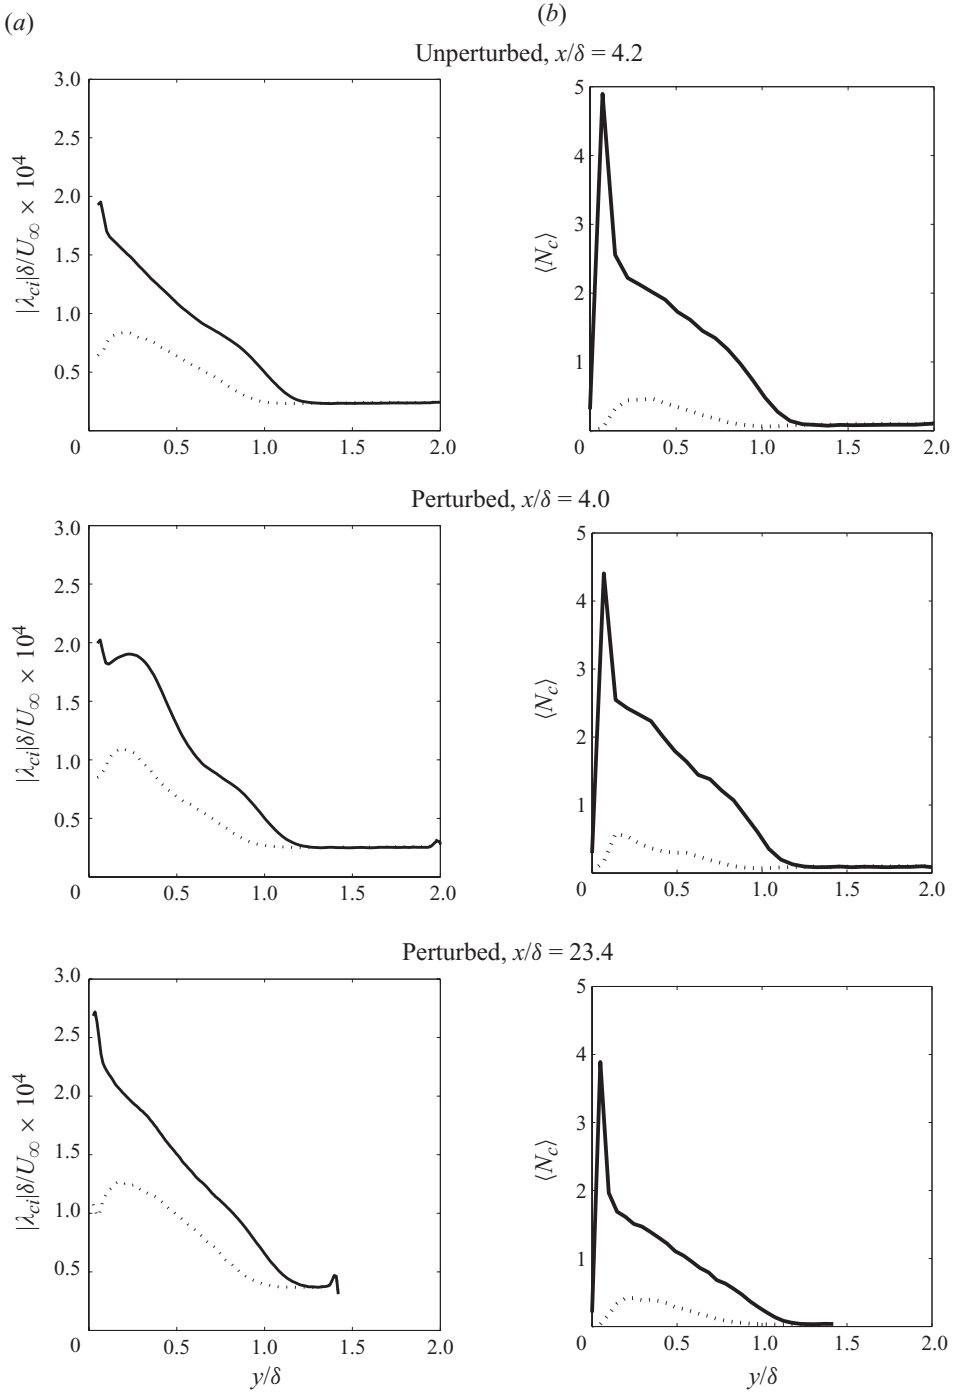 (a) (b)
Unperturbed, x/δ = 4.2
3.0
2.5
2.0
1.5
1.0
0.5
0 0.5 1.0 1.5 2.0
|λci|δ/U∞ × 10⁴
5
4
3
2
1
0 0.5 1.0 1.5 2.0
⟨Nc⟩
Perturbed, x/δ = 4.0
3.0
2.5
2.0
1.5
1.0
0.5
0 0.5 1.0 1.5 2.0
|λci|δ/U∞ × 10⁴
5
4
3
2
1
0 0.5 1.0 1.5 2.0
⟨Nc⟩
Perturbed, x/δ = 23.4
3.0
2.5
2.0
1.5
1.0
0.5
0 0.5 1.0 1.5 2.0
|λci|δ/U∞ × 10⁴
y/δ
5
4
3
2
1
0 0.5 1.0 1.5 2.0
⟨Nc⟩
y/δ